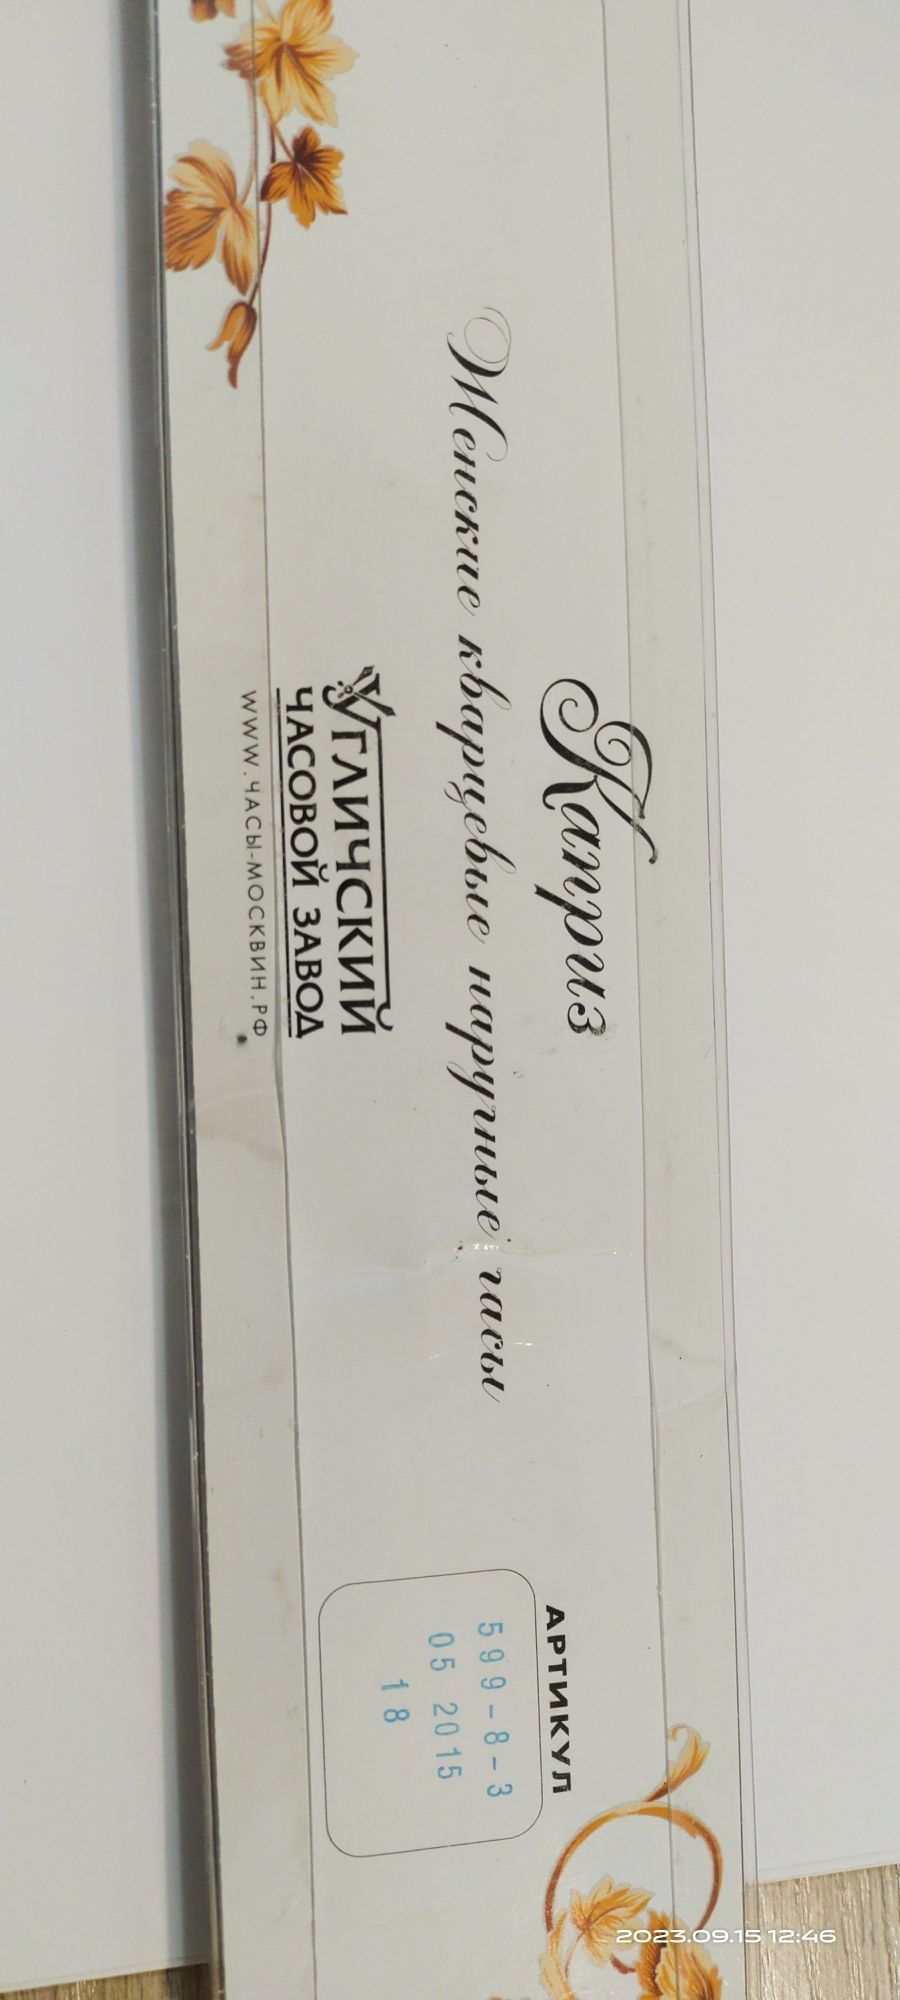 Каприз
Женские кварцевые наручные часы
УГЛИЧСКИЙ
ЧАСОВОЙ ЗАВОД
WWW.ЧАСЫ-МОСКВИН.РФ
АРТИКУЛ
599-8-3
05 2015
18
2023.09.15 12:46